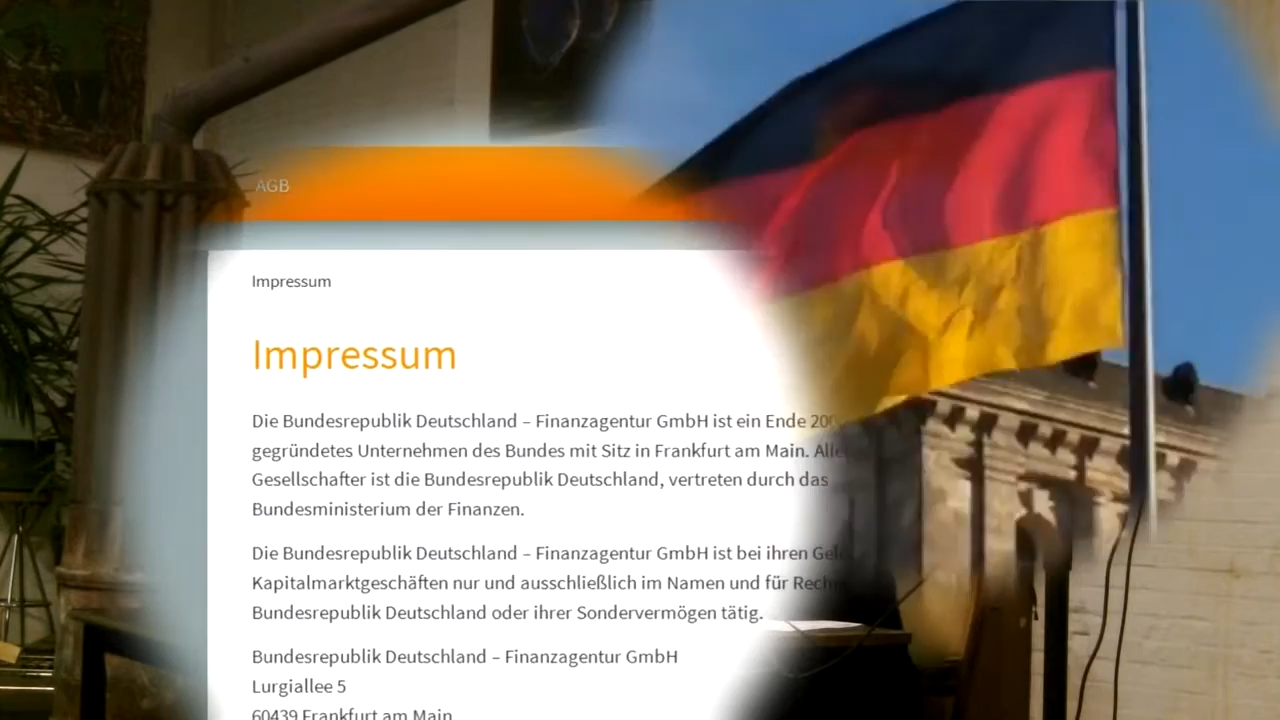 AGB
Impressum
Impressum
Die Bundesrepublik Deutschland – Finanzagentur GmbH ist ein Ende
gegründetes Unternehmen des Bundes mit Sitz in Frankfurt am Main.
Gesellschafter ist die Bundesrepublik Deutschland, vertreten durch das
Bundesministerium der Finanzen.
Die Bundesrepublik Deutschland – Finanzagentur GmbH ist bei ihren
Kapitalmarktgeschäften nur und ausschließlich im Namen und für
Bundesrepublik Deutschland oder ihrer Sondervermögen tätig.
Bundesrepublik Deutschland – Finanzagentur GmbH
Lurgiallee 5
60439 Frankfurt am Main